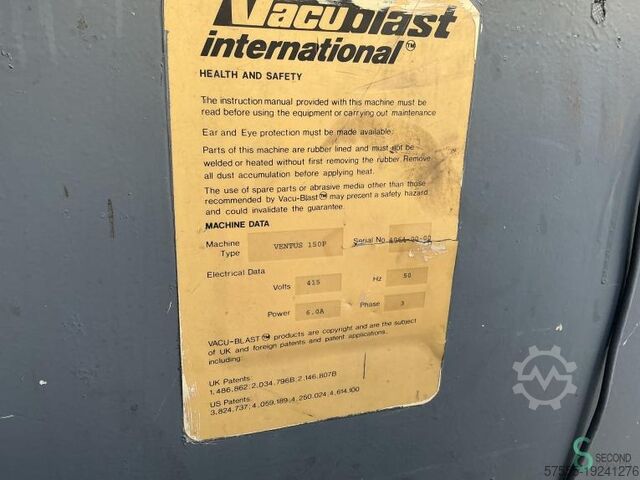 Vacublast
international™
HEALTH AND SAFETY
The instruction manual provided with this machine must be
read before using the equipment or carrying out maintenance
Ear and Eye protection must be made available.
Parts of this machine are rubber lined and must not be
welded or heated without first removing the rubber. Remove
all dust accumulation before applying heat.
The use of spare parts or abrasive media other than those
recommended by Vacu-Blast™ may present a safety hazard
and could invalidate the guarantee.
MACHINE DATA
Machine Type VENTUS 150P Serial No
Electrical Data
Volts 415 Hz 50
Power 6.0A Phase 3
VACU-BLAST™ products are copyright and are the subject
of UK and foreign patents and patent applications,
including:
UK Patents:
1.486.862; 2.034.796B; 2.146.807B
US Patents:
3.824.737; 4.059.189; 4.250.024; 4.614.100
S SECOND
19241276